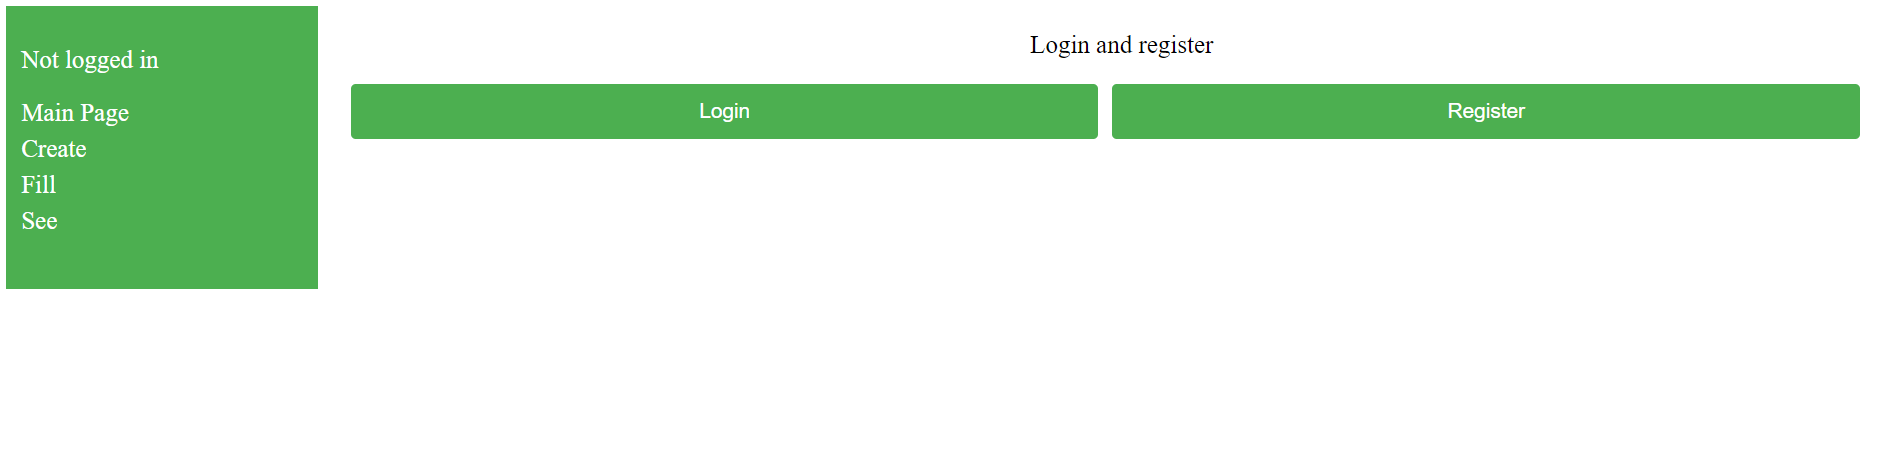 Not logged in
Main Page
Create
Fill
See
Login and register
Login
Register